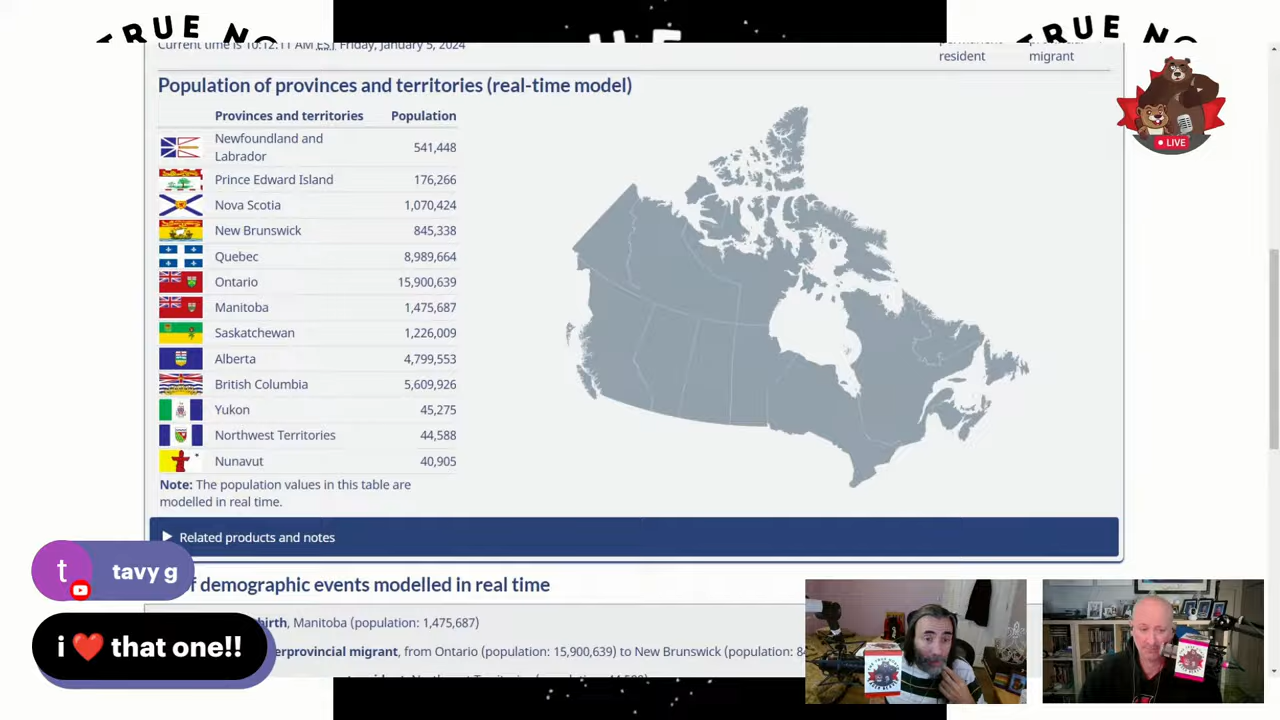 TRUE NO
TRUE NO
Current time is 10:12:11 AM EST Friday, January 5, 2024
resident
migrant
LIVE
Population of provinces and territories (real-time model)
Provinces and territories Population
Newfoundland and
Labrador 541,448
Prince Edward Island 176,266
Nova Scotia 1,070,424
New Brunswick 845,338
Quebec 8,989,664
Ontario 15,900,639
Manitoba 1,475,687
Saskatchewan 1,226,009
Alberta 4,799,553
British Columbia 5,609,926
Yukon 45,275
Northwest Territories 44,588
Nunavut 40,905
Note: The population values in this table are
modelled in real time.
Related products and notes
t tavy g
of demographic events modelled in real time
birth, Manitoba (population: 1,475,687)
i ❤️ that one!!
erprovincial migrant, from Ontario (population: 15,900,639) to New Brunswick (population: 84